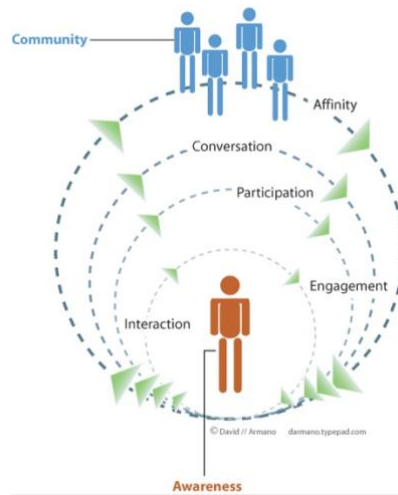 Community
Affinity
Conversation
Participation
Engagement
Interaction
© David // Armano darmano.typepad.com
Awareness